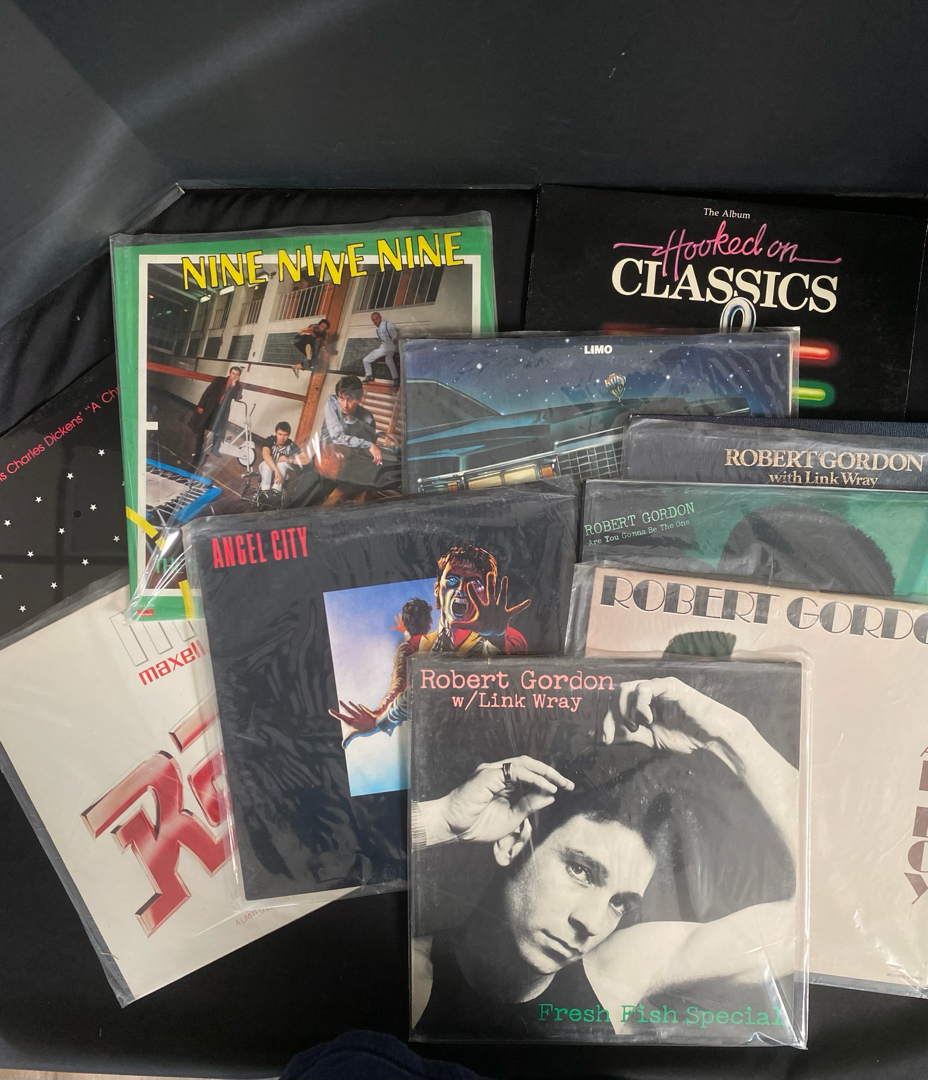 The Album
Hooked on
CLASSICS
NINE NINE NINE
LIMO
s Charles Dickens' "A Ch
ROBERT GORDON
with Link Wray
ROBERT GORDON
Are You Gonna Be The One
ANGEL CITY
ROBERT GORDO
maxell
Robert Gordon
w/Link Wray
Fresh Fish Special